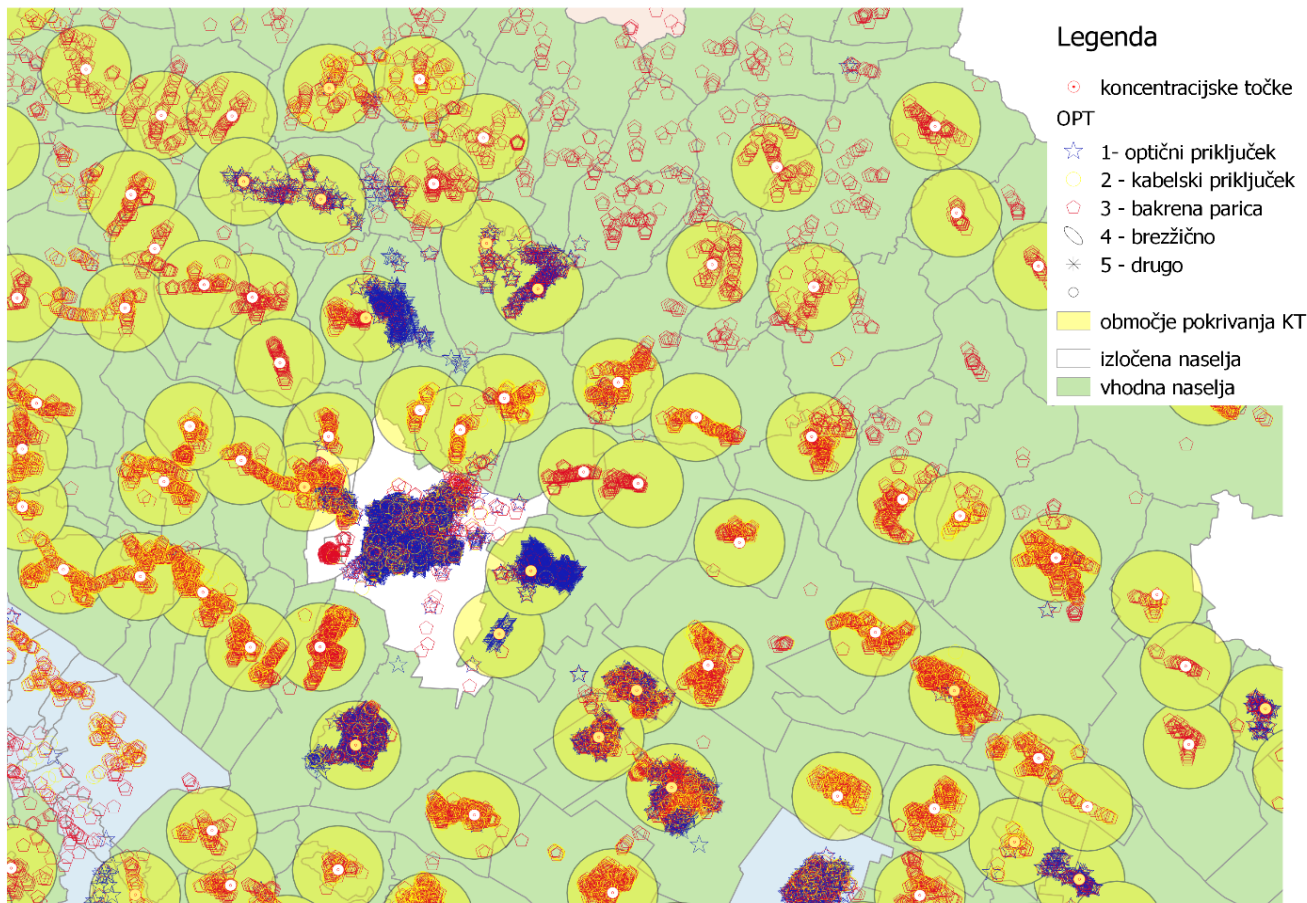 Legenda
koncentracijske točke
OPT
1- optični priključek
2 - kabelski priključek
3 - bakrena parica
4 - brezžično
5 - drugo
območje pokrivanja KT
izločena naselja
vhodna naselja